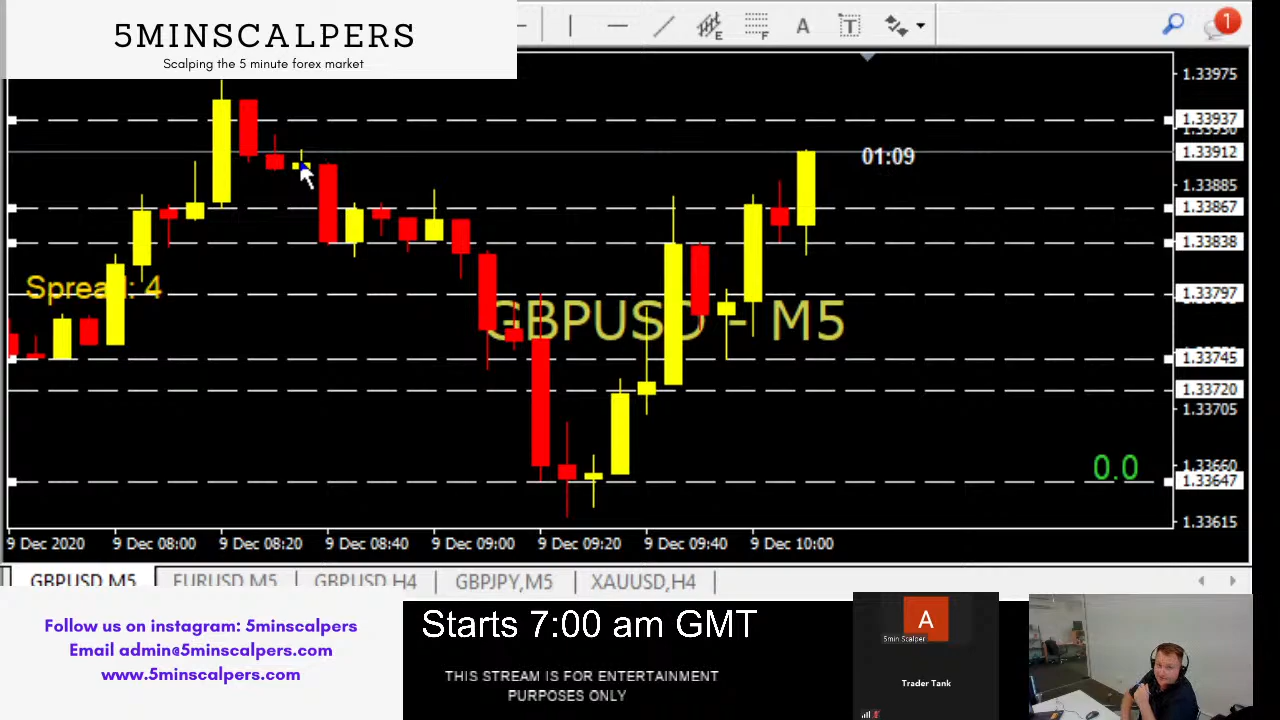 5MINSCALPERS
Scalping the 5 minute forex market
E
F
A
T
1
1.33975
1.33937
1.33930
1.33912
01:09
1.33885
1.33867
1.33838
Spread: 4
1.33797
GBPUSD - M5
1.33745
1.33720
1.33705
0.0
1.33660
1.33647
1.33615
9 Dec 2020 9 Dec 08:00 9 Dec 08:20 9 Dec 08:40 9 Dec 09:00 9 Dec 09:20 9 Dec 09:40 9 Dec 10:00
GBPUSD,M5 EURUSD,M5 GBPUSD,H4 GBPJPY,M5 XAUUSD,H4
Follow us on instagram: 5minscalpers
Email admin@5minscalpers.com
www.5minscalpers.com
Starts 7:00 am GMT
THIS STREAM IS FOR ENTERTAINMENT
PURPOSES ONLY
A
5min Scalper
Trader Tank